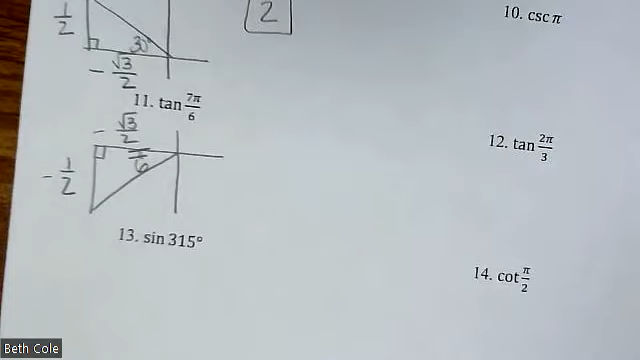 1/2
30°
- √3/2
2
10. csc π
11. tan 7π/6
- √3/2
π/6
- 1/2
12. tan 2π/3
13. sin 315°
14. cot π/2
Beth Cole